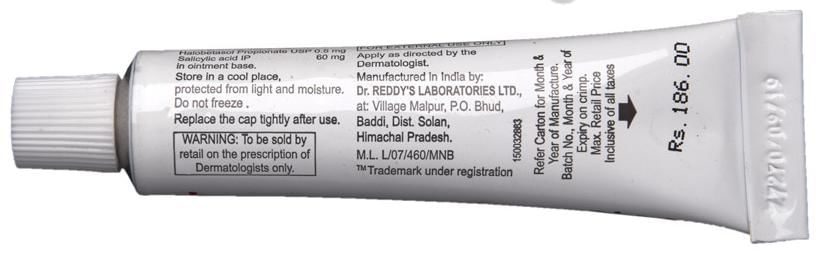 Halobetasol Propionate USP 0.5 mg
Salicylic acid IP 60 mg
in ointment base.
Store in a cool place,
protected from light and moisture.
Do not freeze .
Replace the cap tightly after use.
WARNING: To be sold by
retail on the prescription of
Dermatologists only.
[FOR EXTERNAL USE ONLY]
Apply as directed by the
Dermatologist.
Manufactured in India by:
Dr. REDDY'S LABORATORIES LTD.,
at: Village Malpur, P.O. Bhud,
Baddi, Dist. Solan,
Himachal Pradesh.
M.L. L/07/460/MNB
™Trademark under registration
150032883
Refer Carton for Month &
Year of Manufacture.
Batch No., Month & Year of
Expiry on crimp.
Max. Retail Price
Inclusive of all taxes
Rs. 186. 00